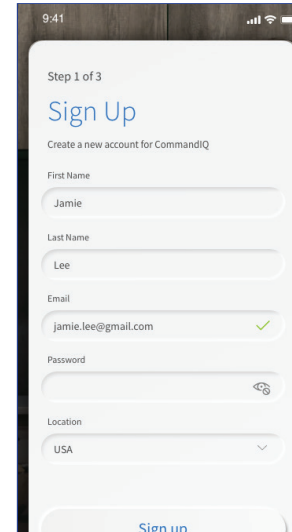 9:41
Step 1 of 3
Sign Up
Create a new account for CommandIQ
First Name
Jamie
Last Name
Lee
Email
jamie.lee@gmail.com
Password
Location
USA
Sign up